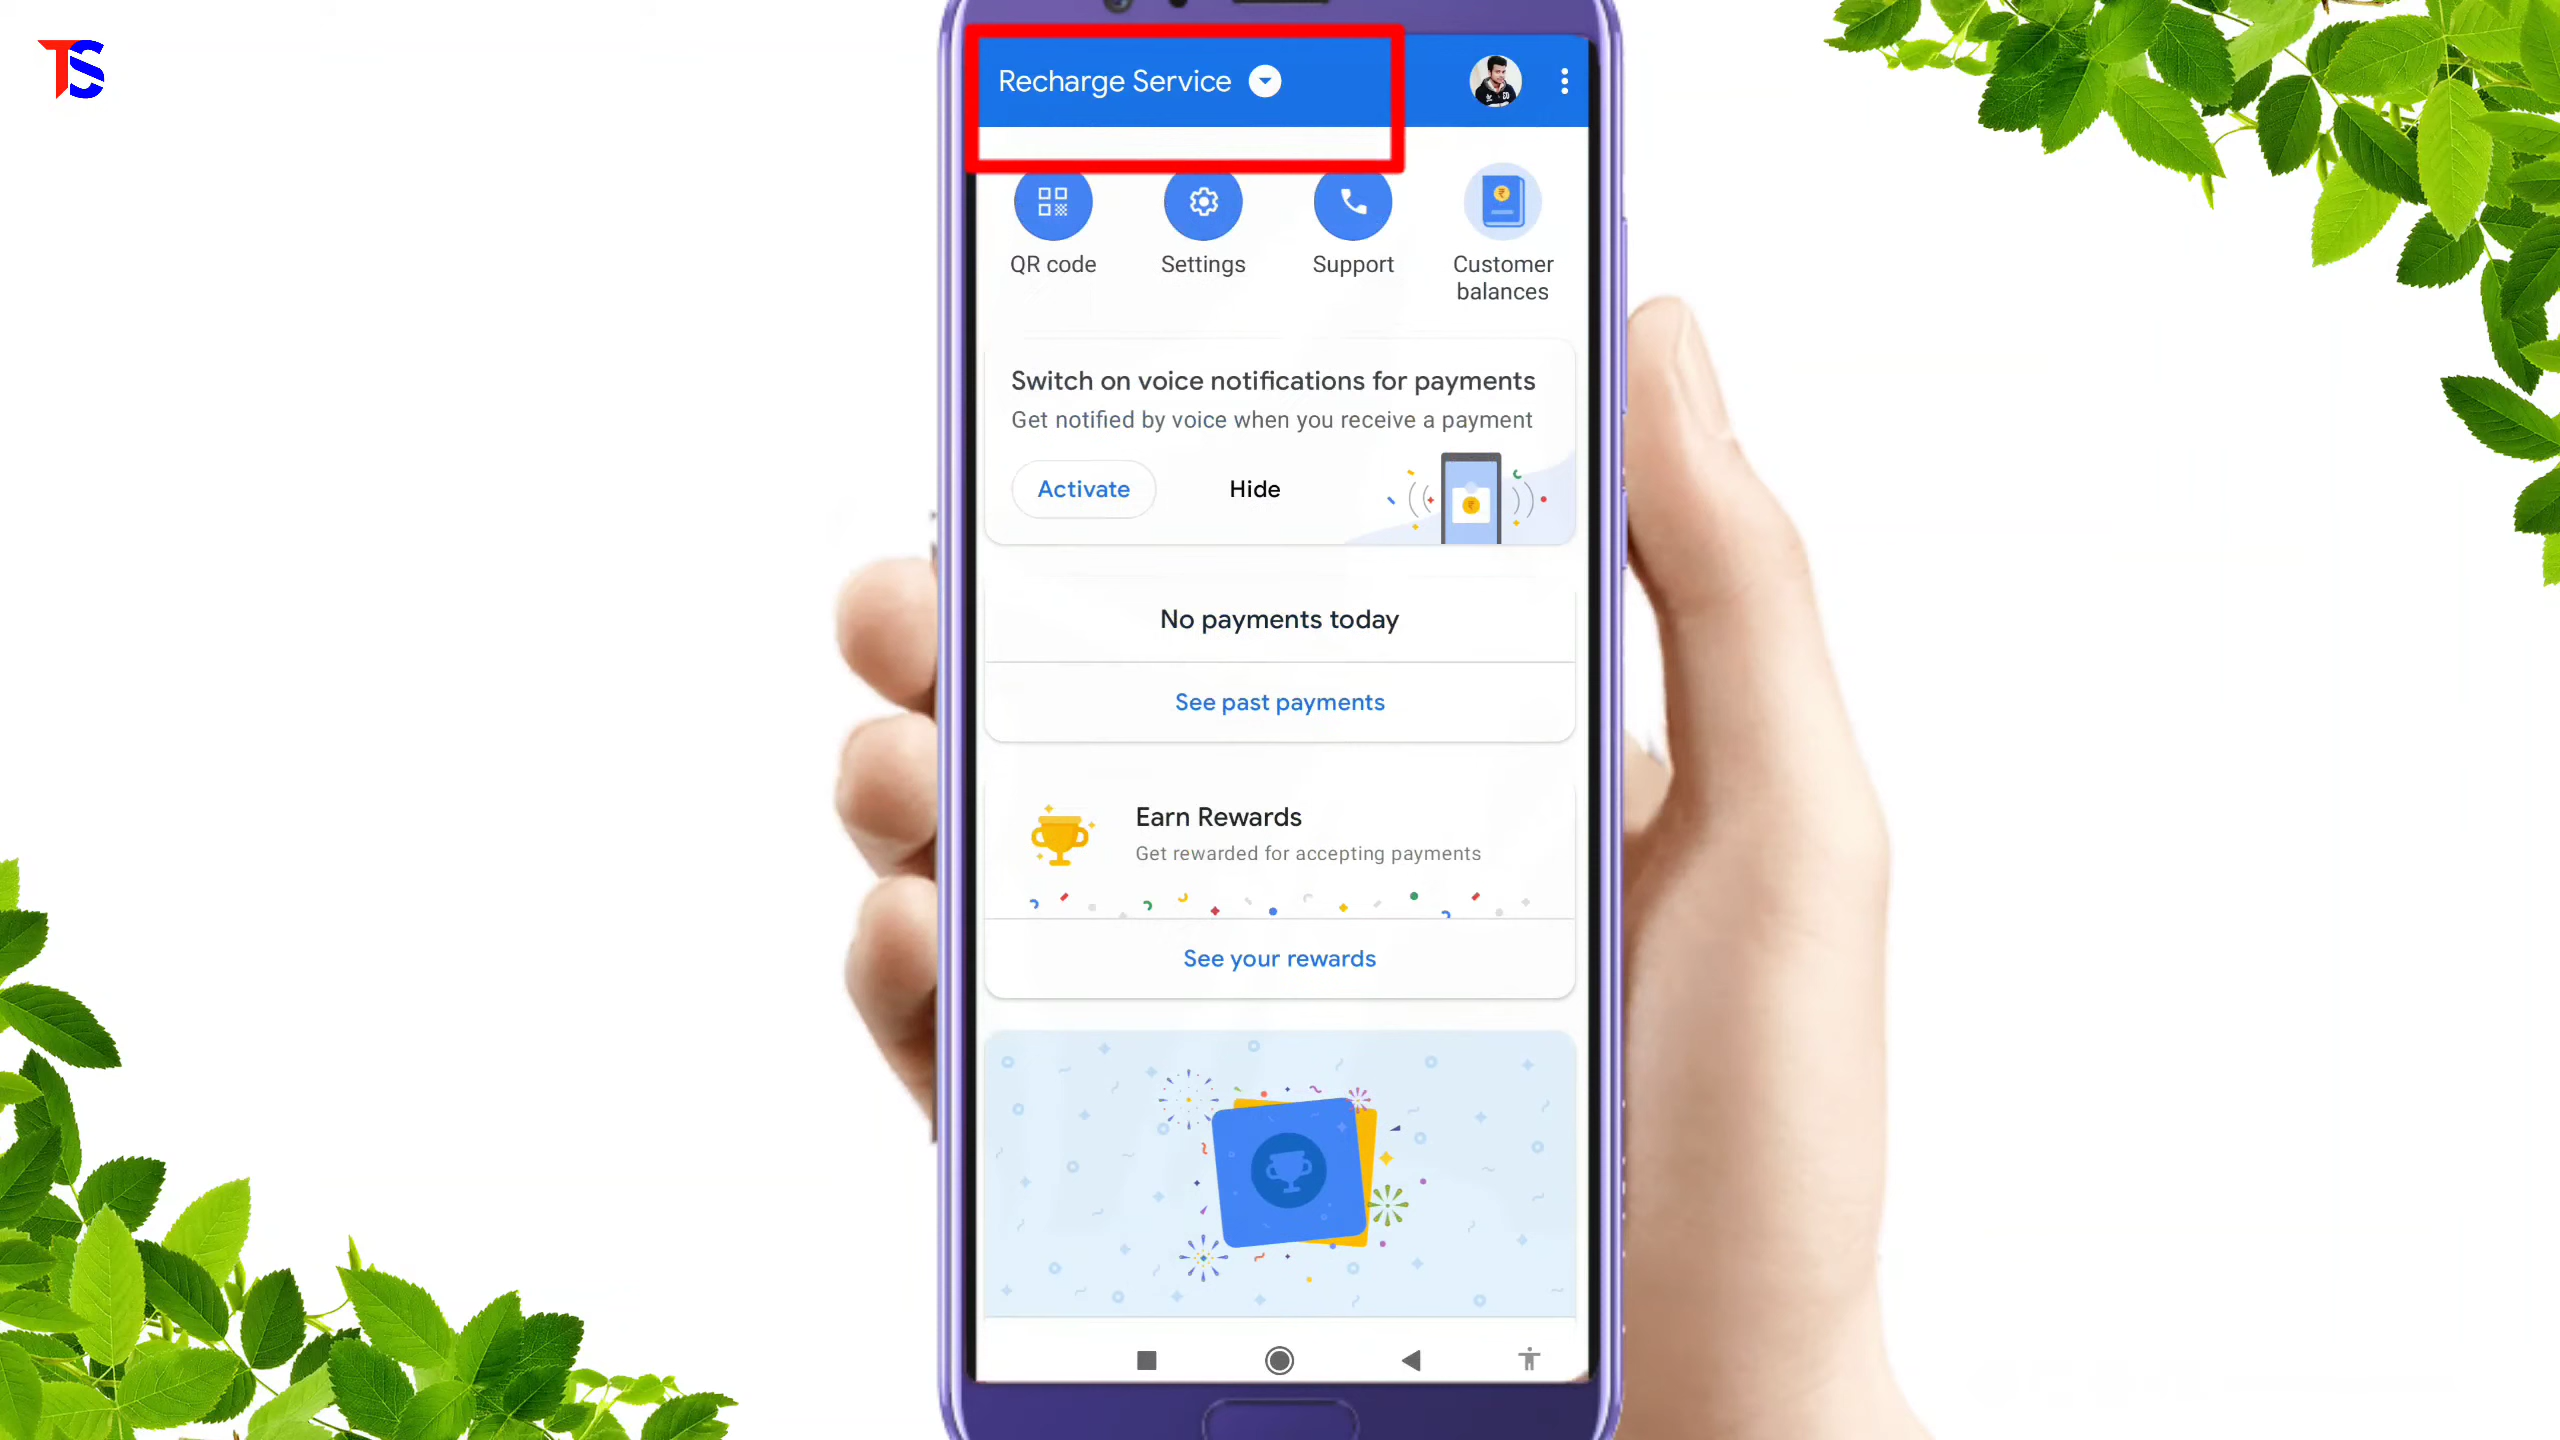 TS
Recharge Service
QR code
Settings
Support
Customer
balances
Switch on voice notifications for payments
Get notified by voice when you receive a payment
Activate
Hide
No payments today
See past payments
Earn Rewards
Get rewarded for accepting payments
See your rewards